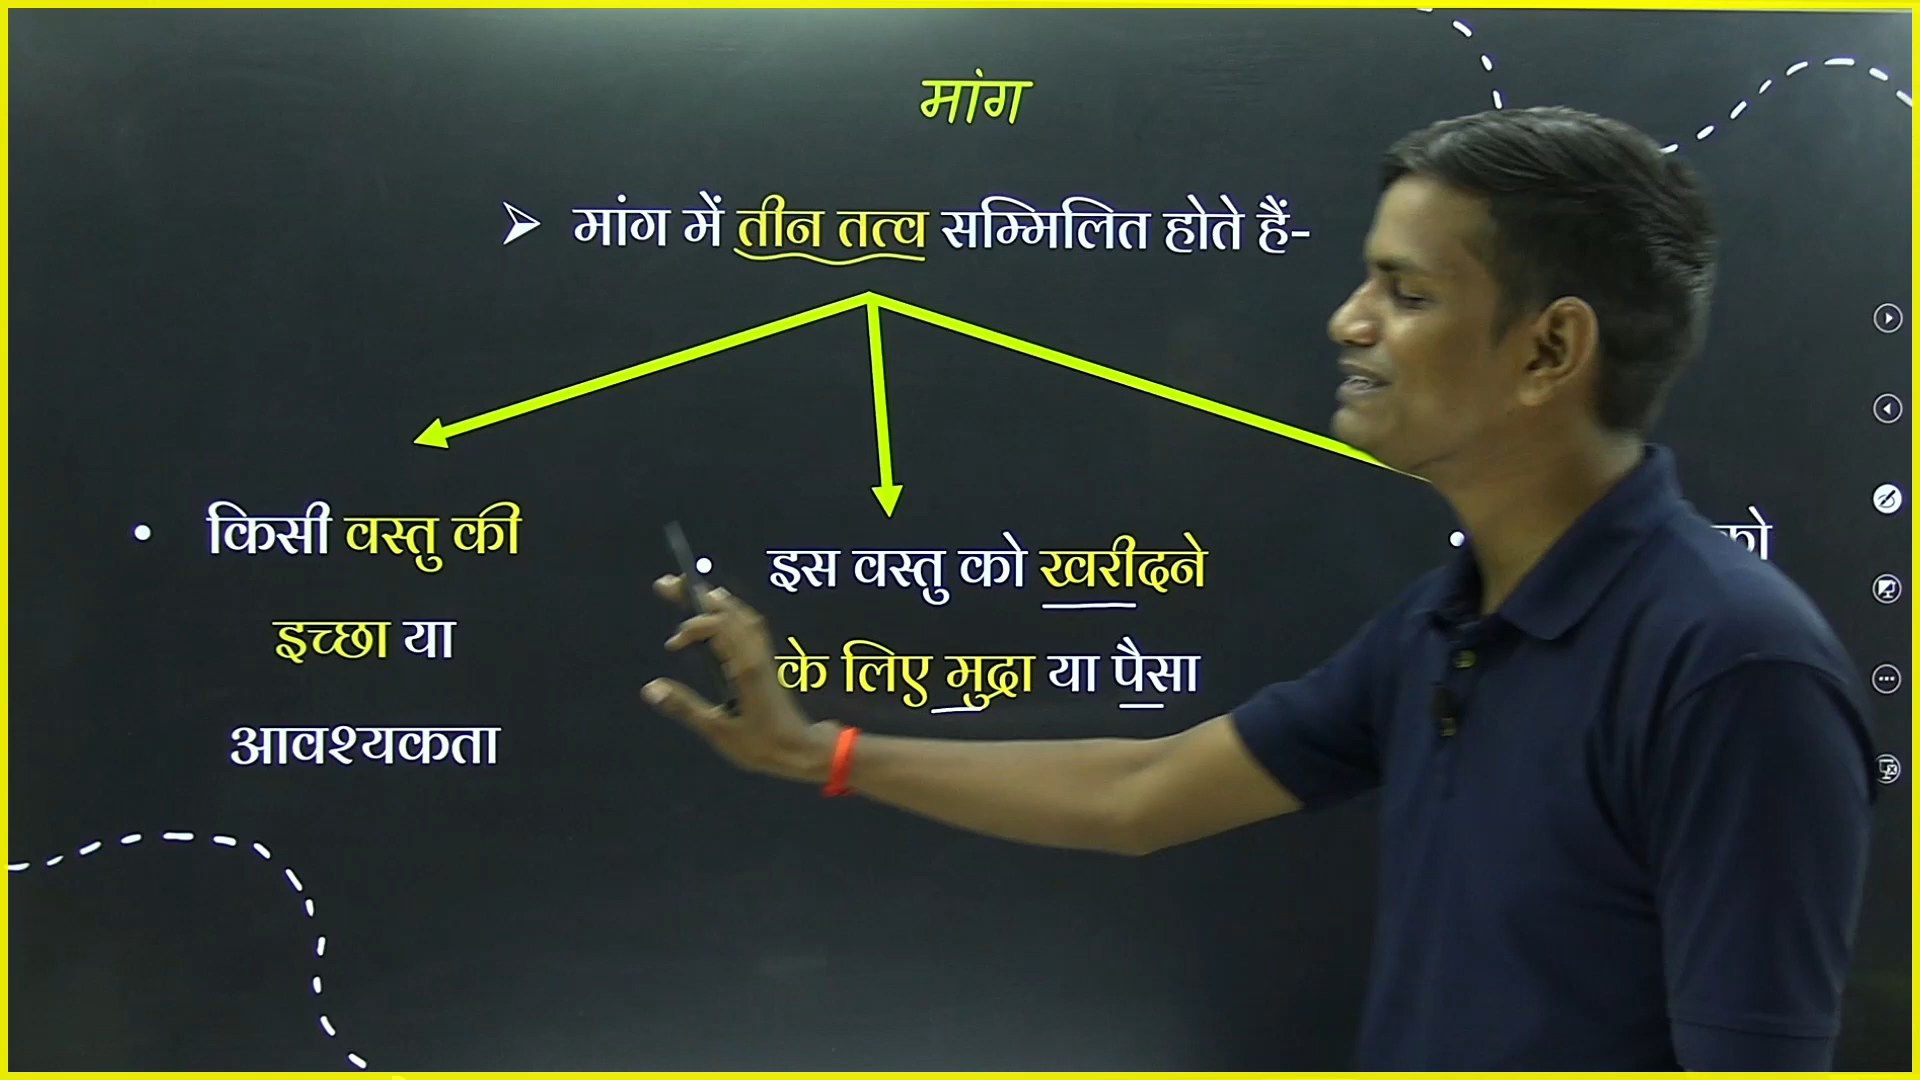 मांग
मांग में तीन तत्व सम्मिलित होते हैं-
किसी वस्तु की
इच्छा या
आवश्यकता
इस वस्तु को खरीदने
के लिए मुद्रा या पैसा
को